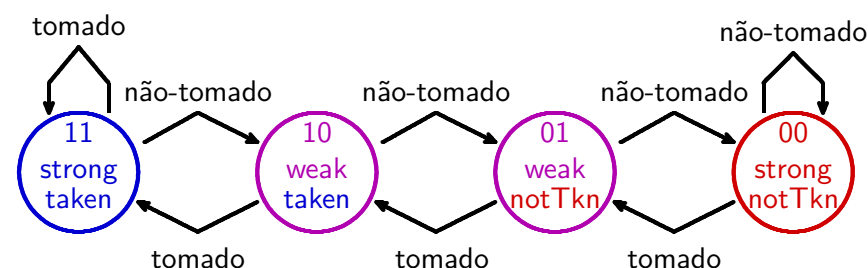 tomado
não-tomado
não-tomado
não-tomado
não-tomado
11
strong
taken
10
weak
taken
01
weak
notTkn
00
strong
notTkn
tomado
tomado
tomado